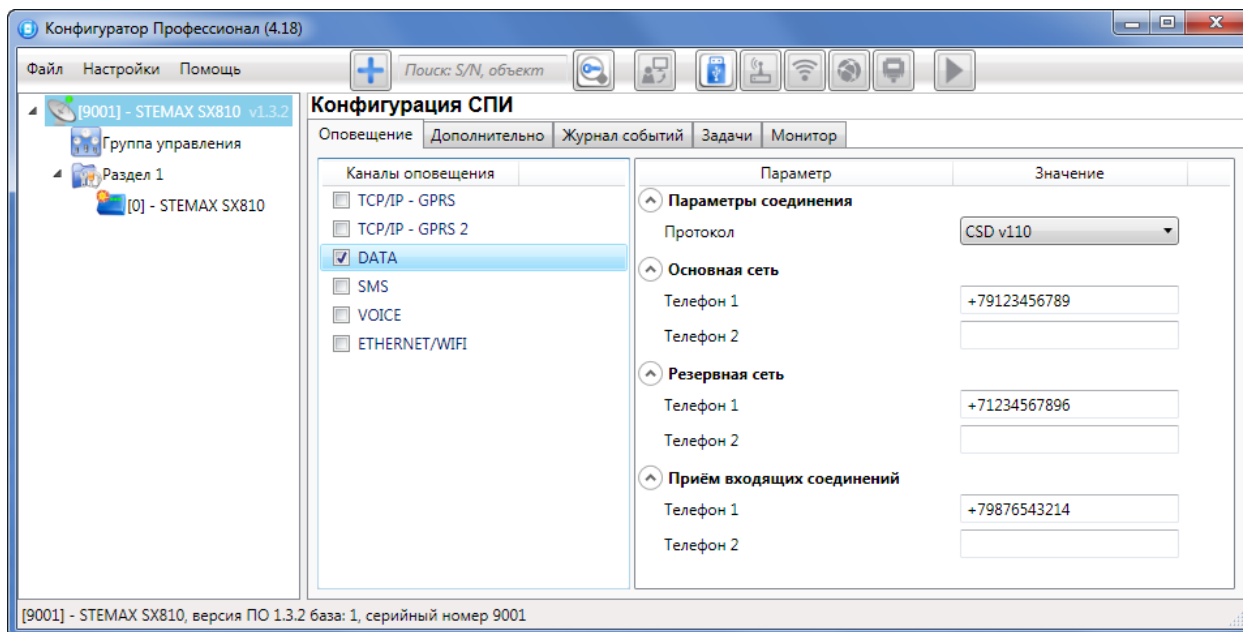 Конфигуратор Профессионал (4.18)
Файл Настройки Помощь Поиск: S/N, объект
[9001] - STEMAX SX810 v1.3.2
Группа управления
Раздел 1
[0] - STEMAX SX810
Конфигурация СПИ
Оповещение Дополнительно Журнал событий Задачи Монитор
Каналы оповещения
TCP/IP - GPRS
TCP/IP - GPRS 2
DATA
SMS
VOICE
ETHERNET/WIFI
Параметр Значение
Параметры соединения
Протокол CSD v110
Основная сеть
Телефон 1 +79123456789
Телефон 2
Резервная сеть
Телефон 1 +71234567896
Телефон 2
Приём входящих соединений
Телефон 1 +79876543214
Телефон 2
[9001] - STEMAX SX810, версия ПО 1.3.2 база: 1, серийный номер 9001